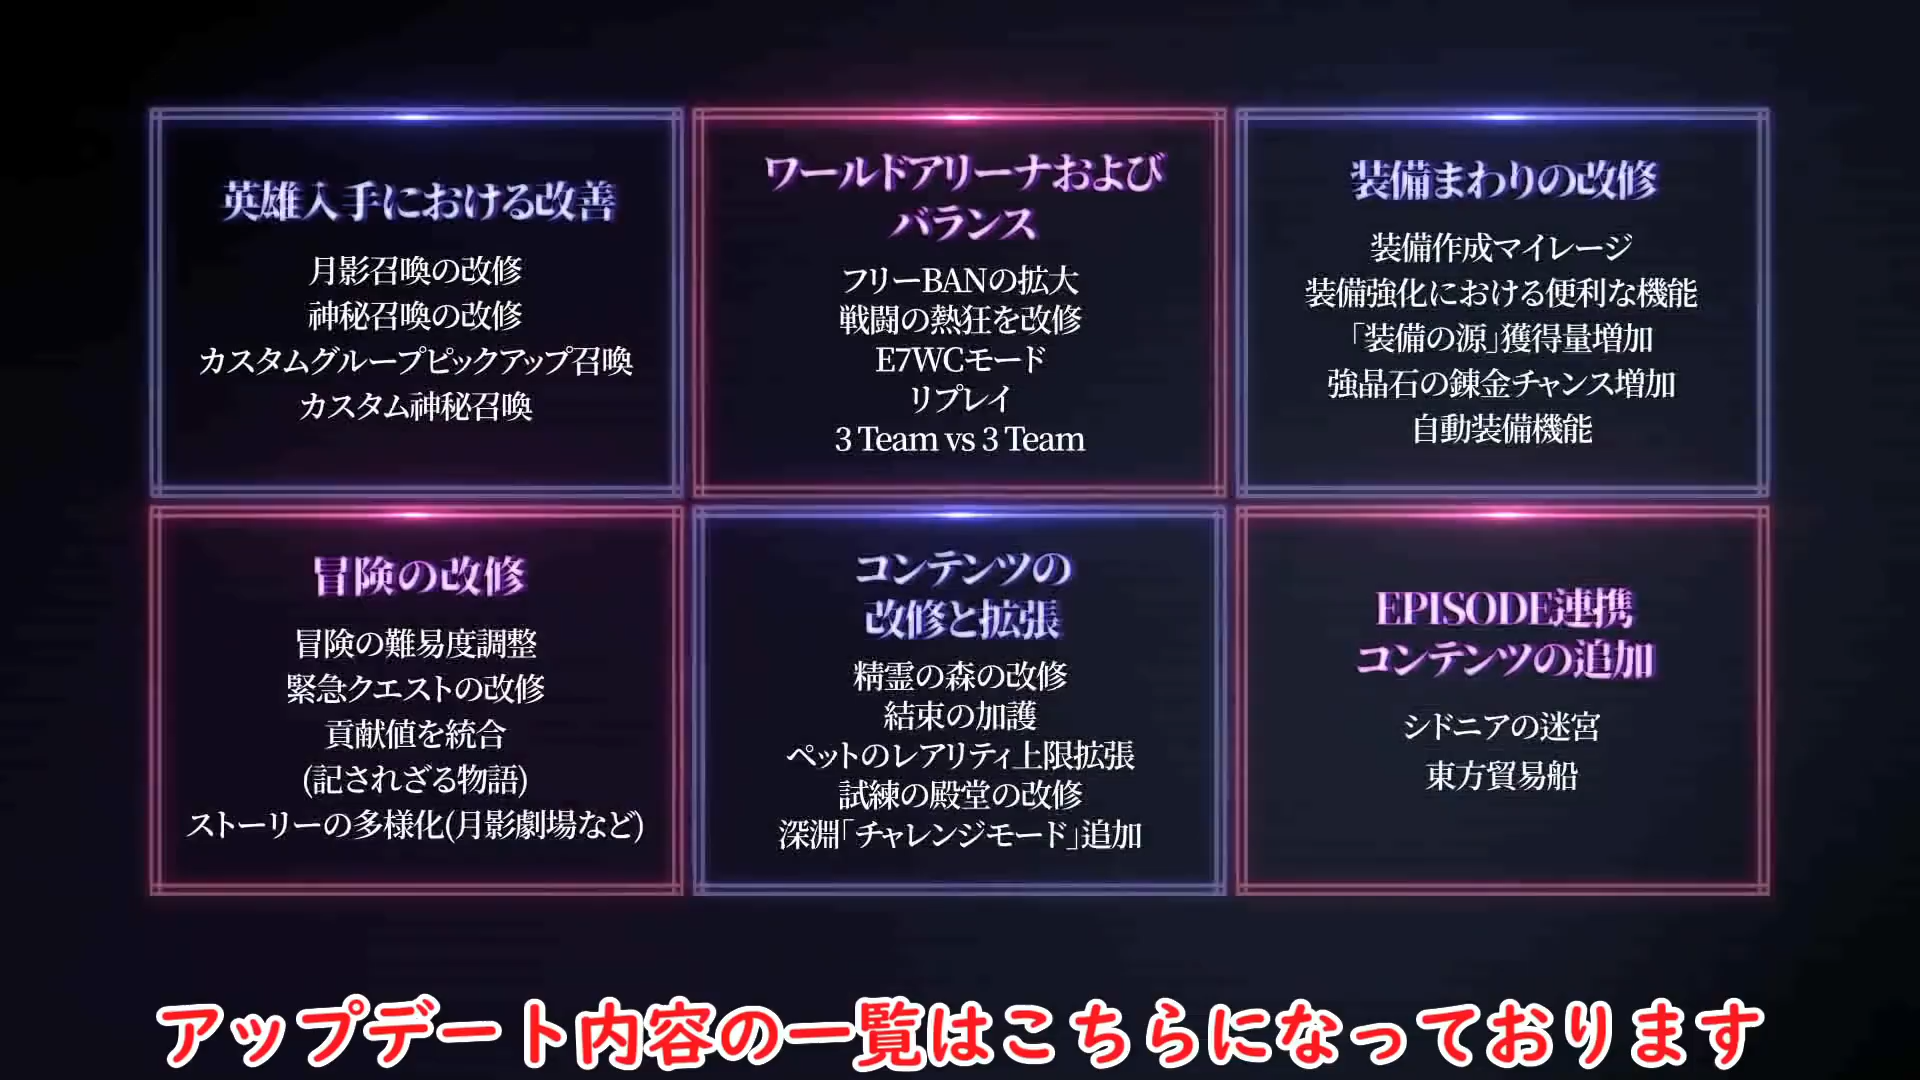 英雄入手における改善
月影召喚の改修
神秘召喚の改修
カスタムグループピックアップ召喚
カスタム神秘召喚
ワールドアリーナおよび
バランス
フリーBANの拡大
戦闘の熱狂を改修
E7WCモード
リプレイ
3 Team vs 3 Team
装備まわりの改修
装備作成マイレージ
装備強化における便利な機能
「装備の源」獲得量増加
強晶石の錬金チャンス増加
自動装備機能
冒険の改修
冒険の難易度調整
緊急クエストの改修
貢献値を統合
(記されざる物語)
ストーリーの多様化(月影劇場など)
コンテンツの
改修と拡張
精霊の森の改修
結束の加護
ペットのレアリティ上限拡張
試練の殿堂の改修
深淵「チャレンジモード」追加
EPISODE連携
コンテンツの追加
シドニアの迷宮
東方貿易船
アップデート内容の一覧はこちらになっております